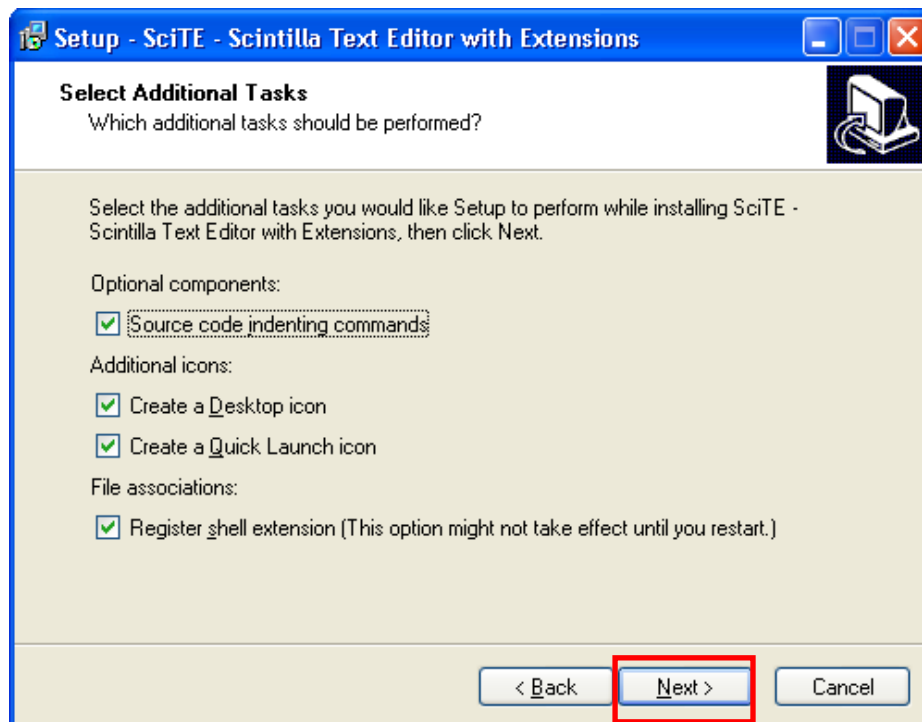 Setup - SciTE - Scintilla Text Editor with Extensions
Select Additional Tasks
Which additional tasks should be performed?
Select the additional tasks you would like Setup to perform while installing SciTE -
Scintilla Text Editor with Extensions, then click Next.
Optional components:
Source code indenting commands
Additional icons:
Create a Desktop icon
Create a Quick Launch icon
File associations:
Register shell extension (This option might not take effect until you restart.)
< Back Next > Cancel